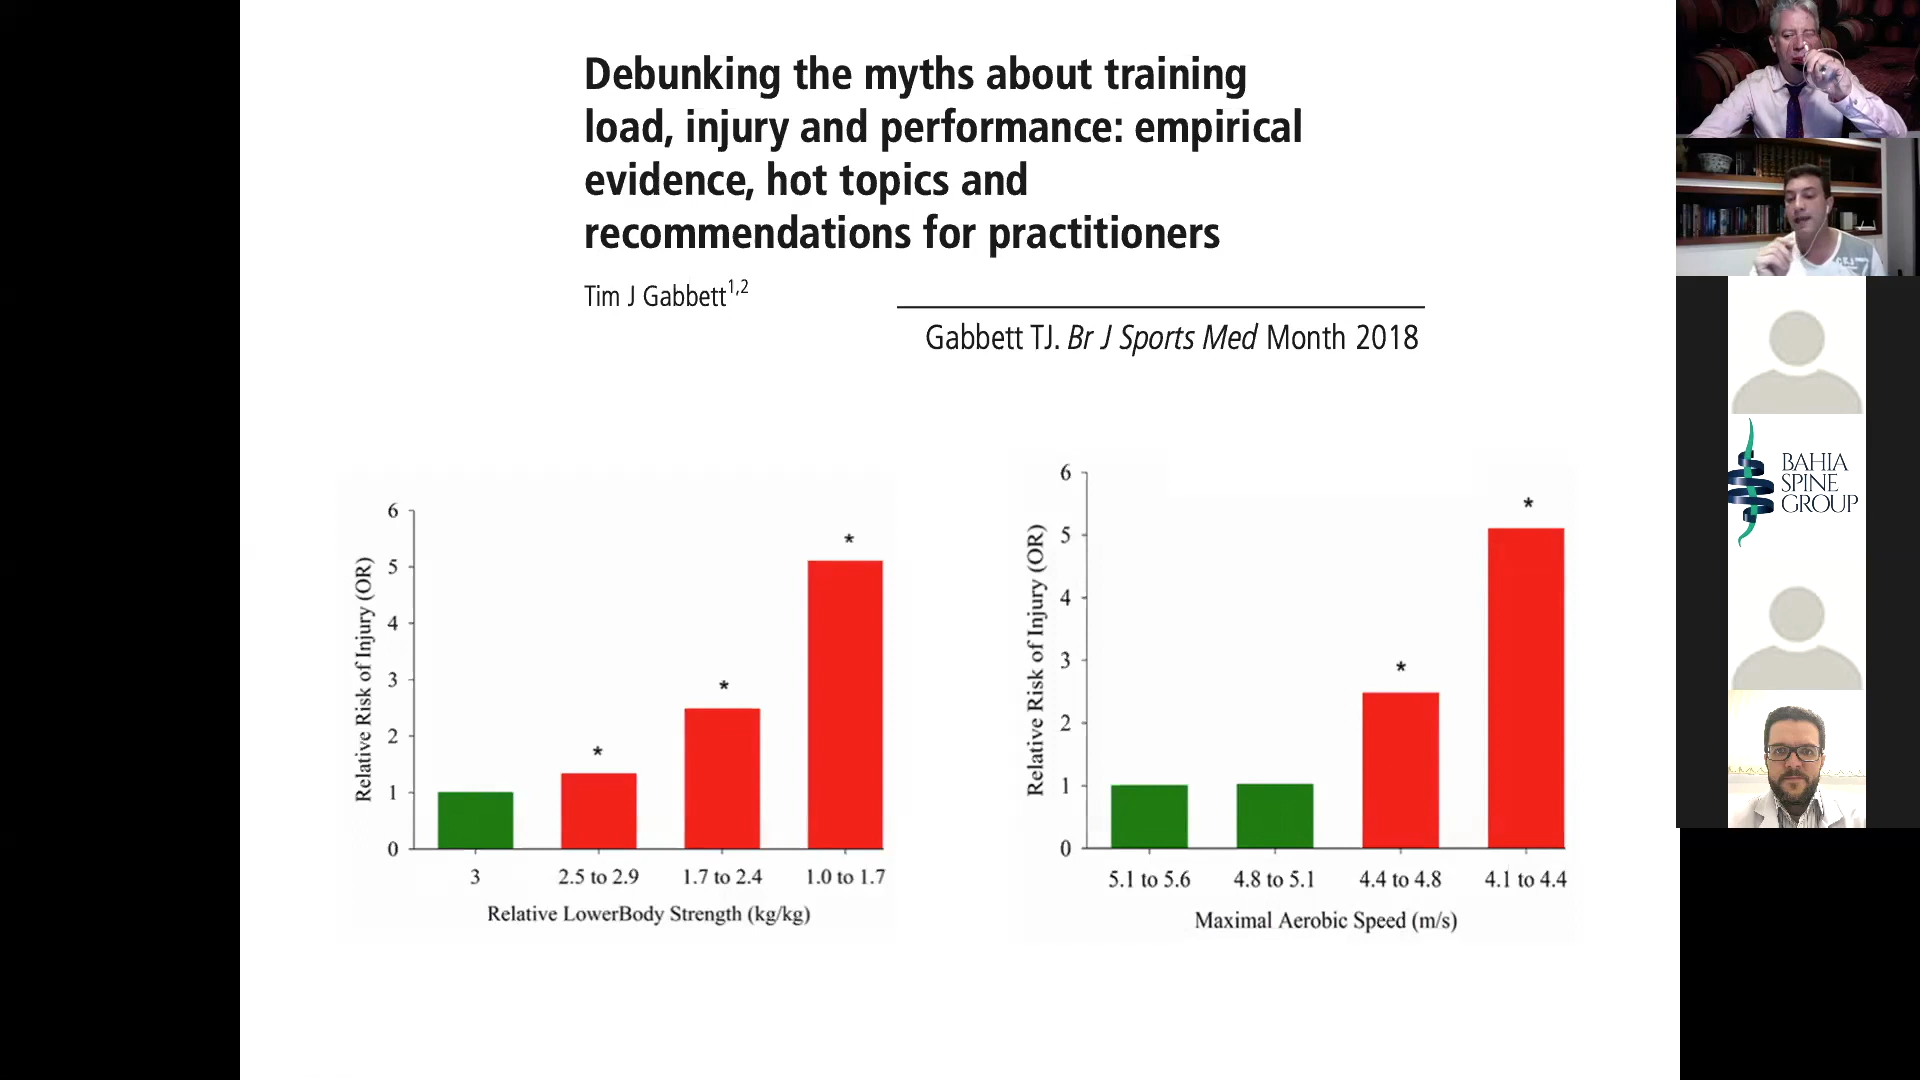 Debunking the myths about training
load, injury and performance: empirical
evidence, hot topics and
recommendations for practitioners
Tim J Gabbett1,2
Gabbett TJ. Br J Sports Med Month 2018
Relative Risk of Injury (OR)
6
5
4
3
2
1
0
*
*
*
3
2.5 to 2.9
1.7 to 2.4
1.0 to 1.7
Relative LowerBody Strength (kg/kg)
Relative Risk of Injury (OR)
6
5
4
3
2
1
0
*
*
5.1 to 5.6
4.8 to 5.1
4.4 to 4.8
4.1 to 4.4
Maximal Aerobic Speed (m/s)
BAHIA
SPINE
GROUP